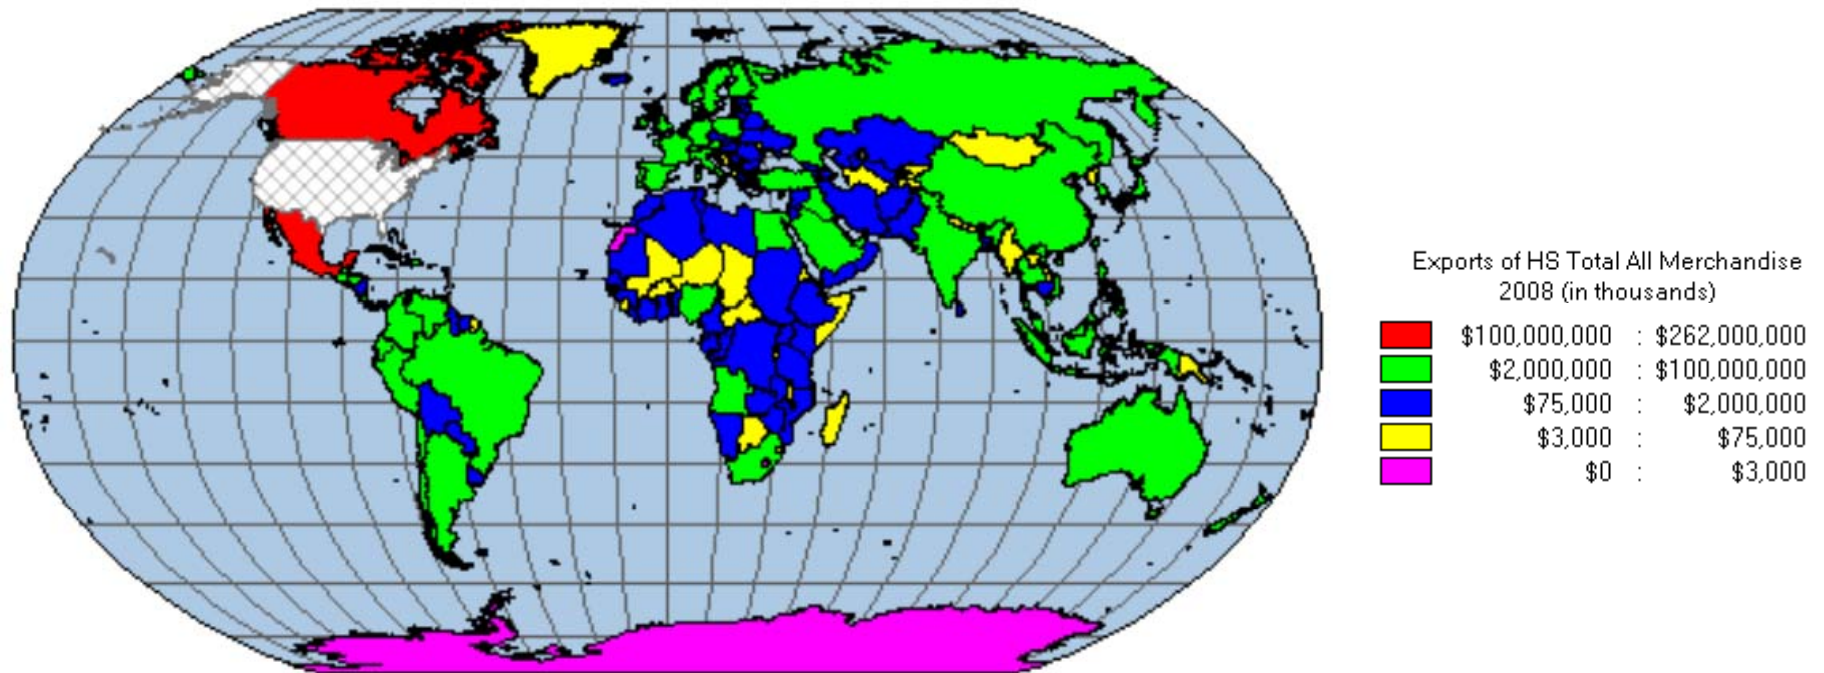 Exports of HS Total All Merchandise
2008 (in thousands)
$100,000,000 : $262,000,000
$2,000,000 : $100,000,000
$75,000 : $2,000,000
$3,000 : $75,000
$0 : $3,000